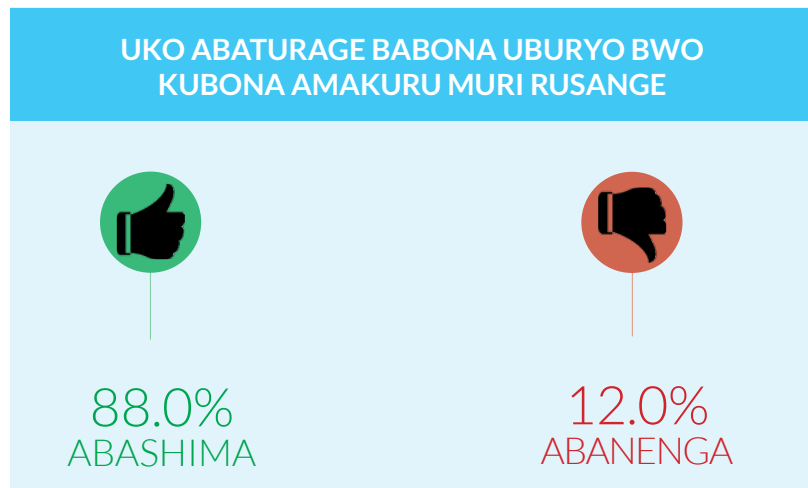 UKO ABATURAGE BABONA UBURYO BWO
KUBONA AMAKURU MURI RUSANGE
88.0%
ABASHIMA
12.0%
ABANENGA